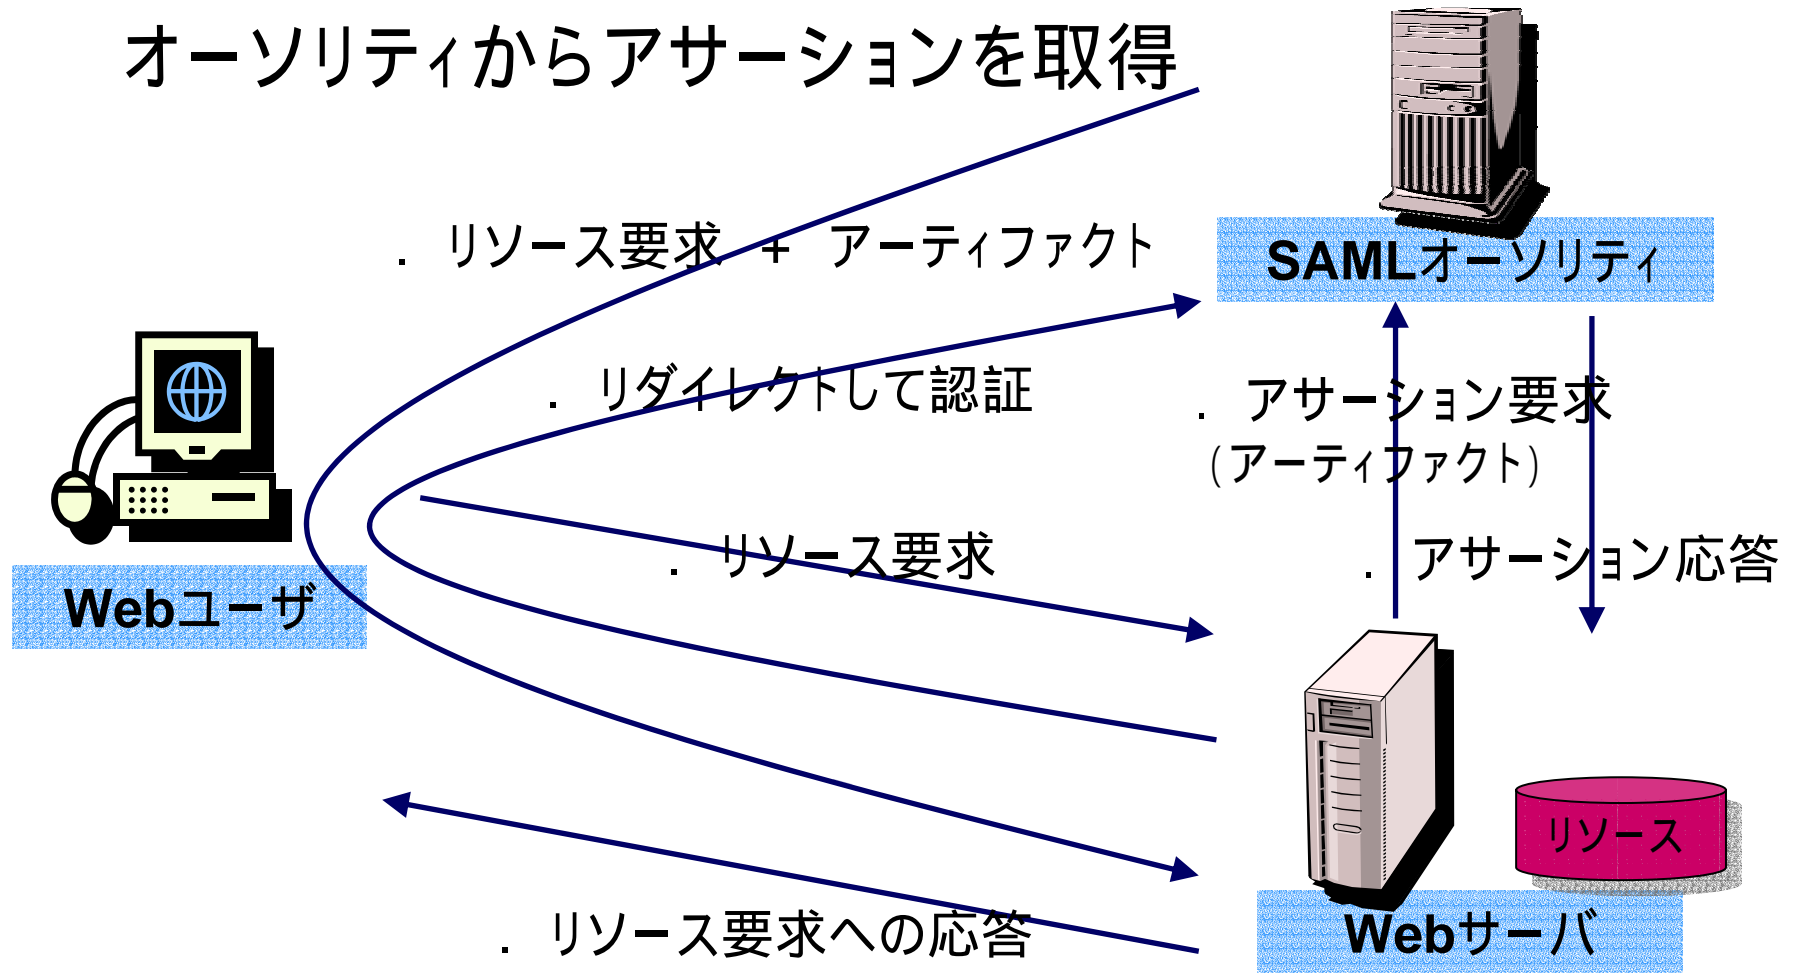 オーソリティからアサーションを取得
．リソース要求 + アーティファクト
SAMLオーソリティ
．リダイレクトして認証
．アサーション要求
(アーティファクト)
．リソース要求
．アサーション応答
Webユーザ
リソース
．リソース要求への応答
Webサーバ